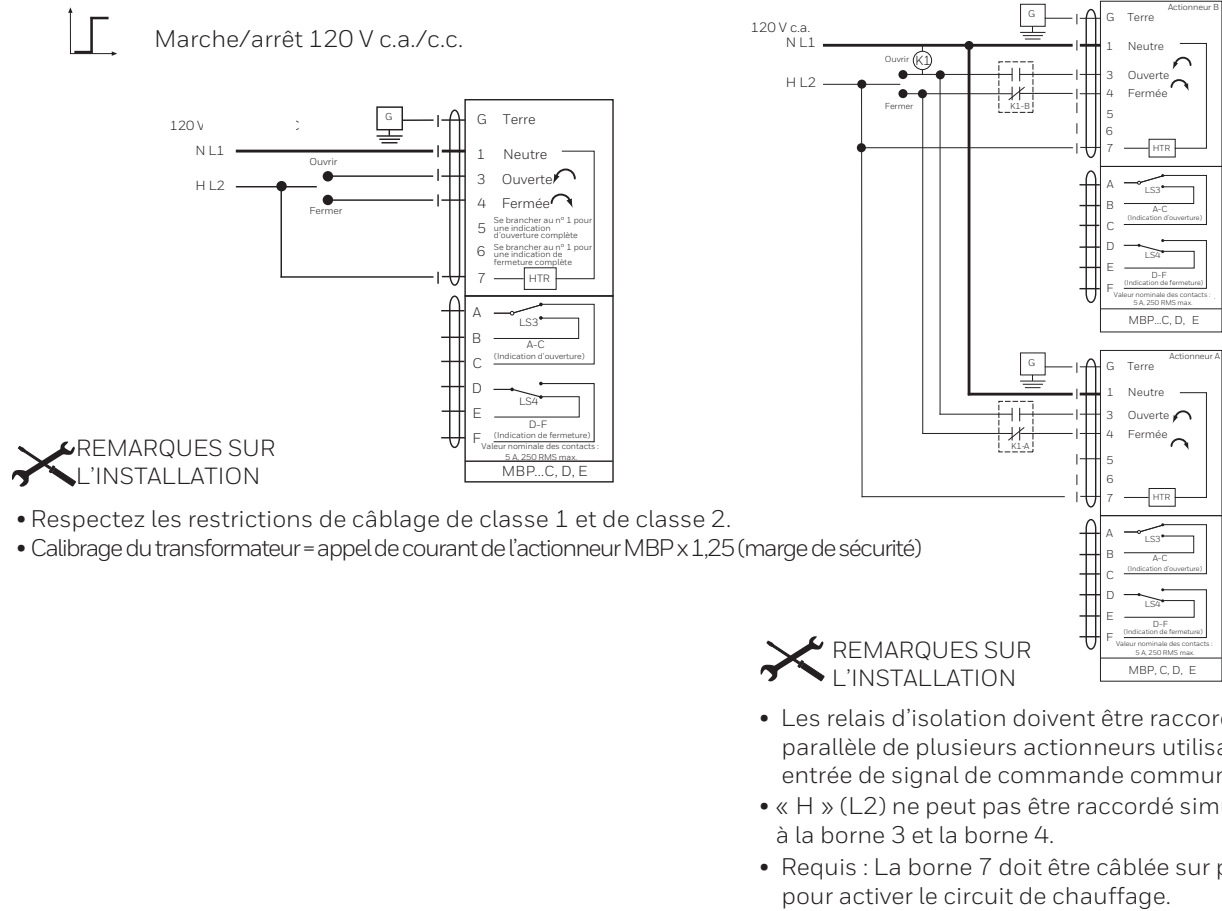 Marche/arrêt 120 V c.a./c.c.
120 V
G
N L1
H L2
Ouvrir
Fermer
G Terre
1 Neutre
3 Ouverte
4 Fermée
5 Se brancher au nº 1 pour
une indication
d'ouverture complète
6 Se brancher au nº 1 pour
une indication de
fermeture complète
7 HTR
A
LS3
B
A-C
C (Indication d'ouverture)
D
LS4
E
D-F
F (Indication de fermeture)
Valeur nominale des contacts :
5 A, 250 RMS max.
MBP...C, D, E
REMARQUES SUR
L'INSTALLATION
• Respectez les restrictions de câblage de classe 1 et de classe 2.
• Calibrage du transformateur = appel de courant de l'actionneur MBP x 1,25 (marge de sécurité)
120 V c.a.
N L1
H L2
Ouvrir
K1
Fermer
K1-B
G
Actionneur B
G Terre
1 Neutre
3 Ouverte
4 Fermée
5
6
7 HTR
A
LS3
B
A-C
(Indication d'ouverture)
C
D
LS4
E
D-F
(Indication de fermeture)
F
Valeur nominale des contacts :
5 A, 250 RMS max.
MBP...C, D, E
G
K1-A
Actionneur A
G Terre
1 Neutre
3 Ouverte
4 Fermée
5
6
7 HTR
A
LS3
B
A-C
(Indication d'ouverture)
C
D
LS4
E
D-F
(Indication de fermeture)
F
Valeur nominale des contacts :
5 A, 250 RMS max.
MBP, C, D, E
REMARQUES SUR
L'INSTALLATION
• Les relais d'isolation doivent être
parallèle de plusieurs actionneurs
entrée de signal de commande
• « H » (L2) ne peut pas être raccordé
à la borne 3 et la borne 4.
• Requis : La borne 7 doit être câblée sur
pour activer le circuit de chauffage.